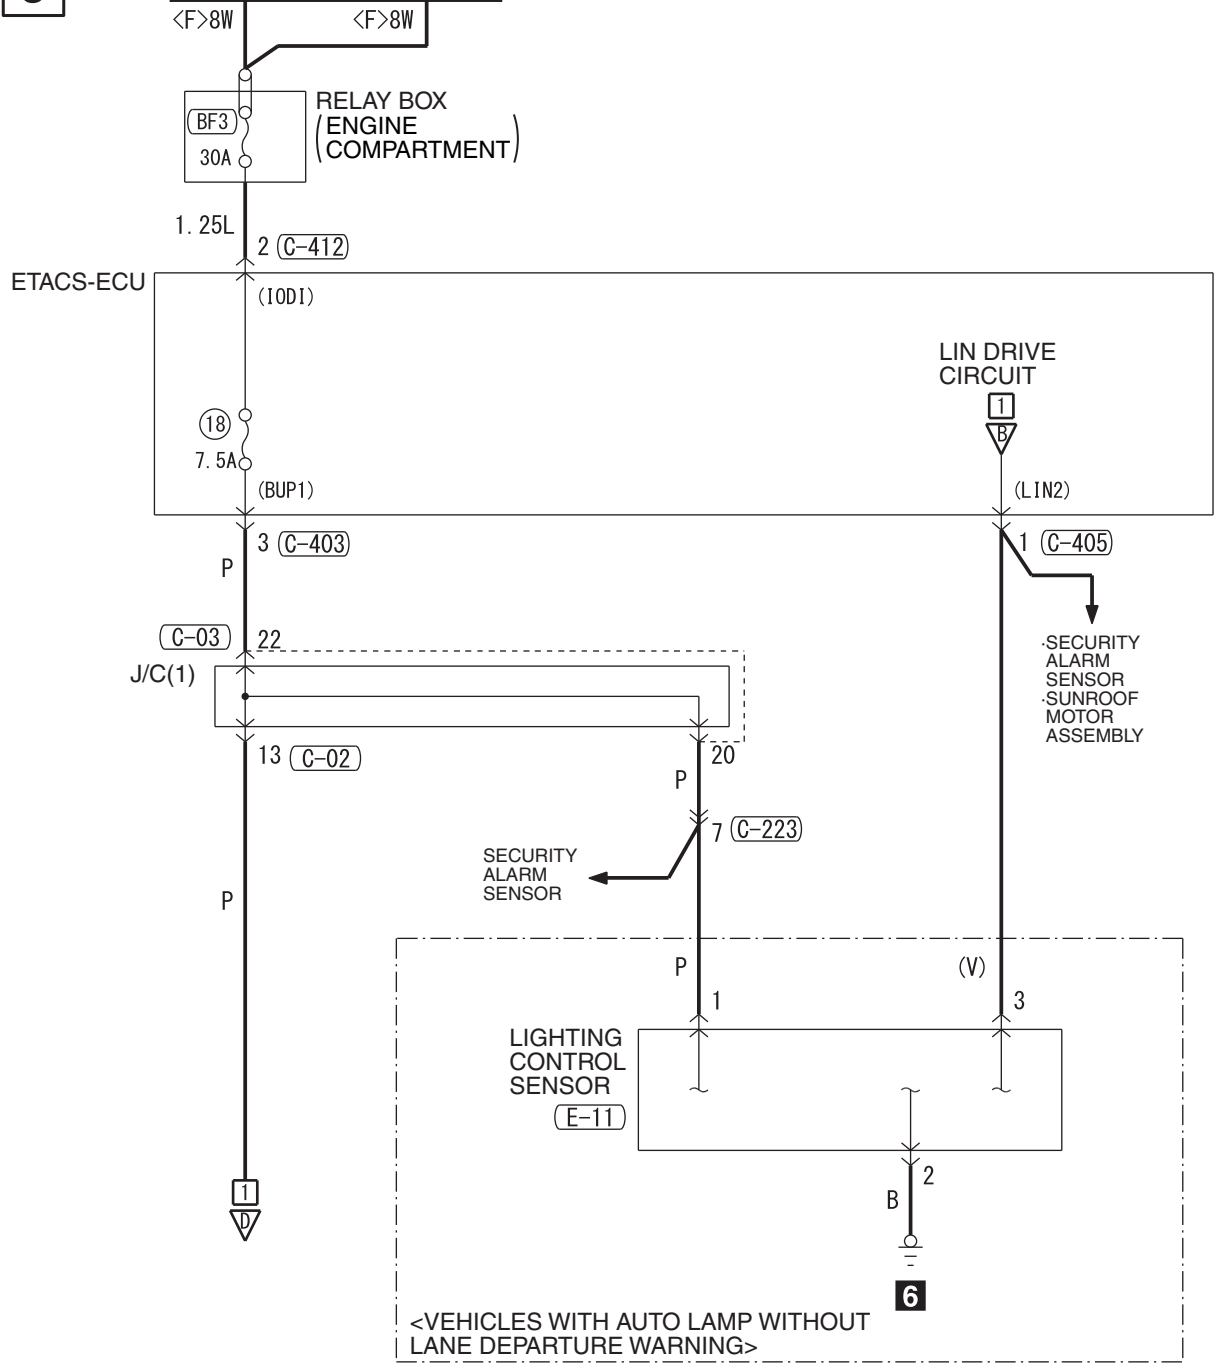 <F>8W
<F>8W
RELAY BOX
(ENGINE
COMPARTMENT)
BF3
30A
1. 25L
2
C-412
ETACS-ECU
(IODI)
LIN DRIVE
CIRCUIT
1
B
18
7. 5A
(BUP1)
(LIN2)
3
C-403
1
C-405
P
C-03
22
J/C(1)
·SECURITY
ALARM
SENSOR
·SUNROOF
MOTOR
ASSEMBLY
13
C-02
20
P
7
C-223
SECURITY
ALARM
SENSOR
P
P
(V)
1
3
LIGHTING
CONTROL
SENSOR
E-11
2
B
1
D
6
<VEHICLES WITH AUTO LAMP WITHOUT
LANE DEPARTURE WARNING>